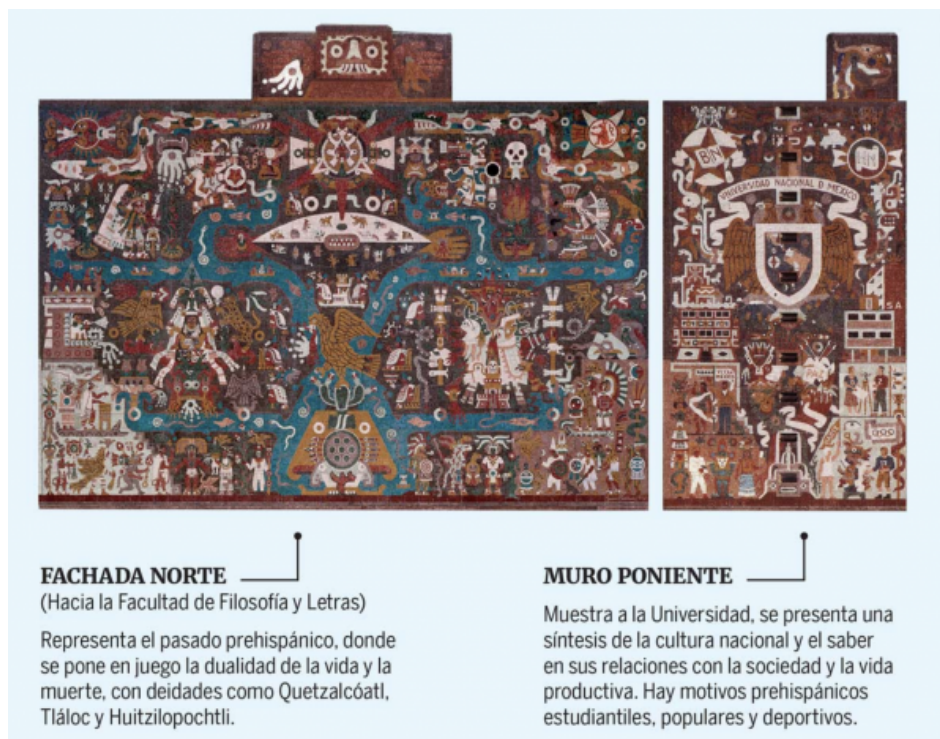 BN
HN
UNIVERSIDAD NACIONAL D MEXICO
FACHADA NORTE
(Hacia la Facultad de Filosofía y Letras)
Representa el pasado prehispánico, donde
se pone en juego la dualidad de la vida y la
muerte, con deidades como Quetzalcóatl,
Tláloc y Huitzilopochtli.
MURO PONIENTE
Muestra a la Universidad, se presenta una
síntesis de la cultura nacional y el saber
en sus relaciones con la sociedad y la vida
productiva. Hay motivos prehispánicos
estudiantiles, populares y deportivos.